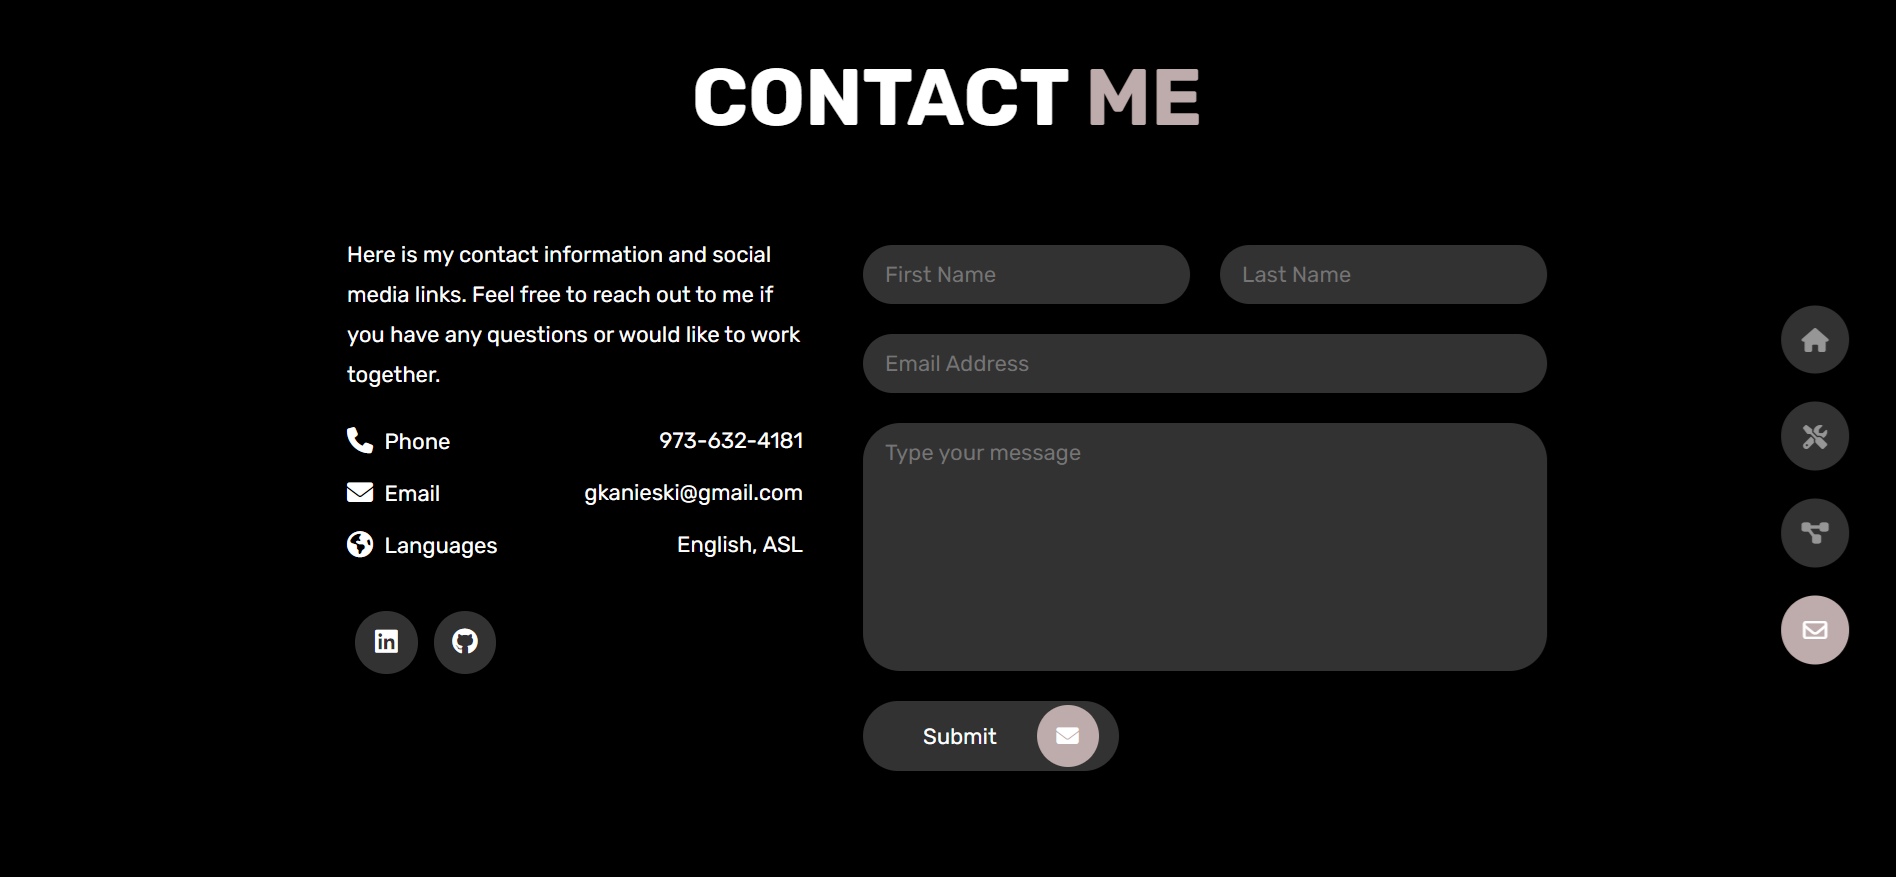 CONTACT ME
Here is my contact information and social
media links. Feel free to reach out to me if
you have any questions or would like to work
together.
Phone 973-632-4181
Email gkanieski@gmail.com
Languages English, ASL
in
First Name Last Name
Email Address
Type your message
Submit